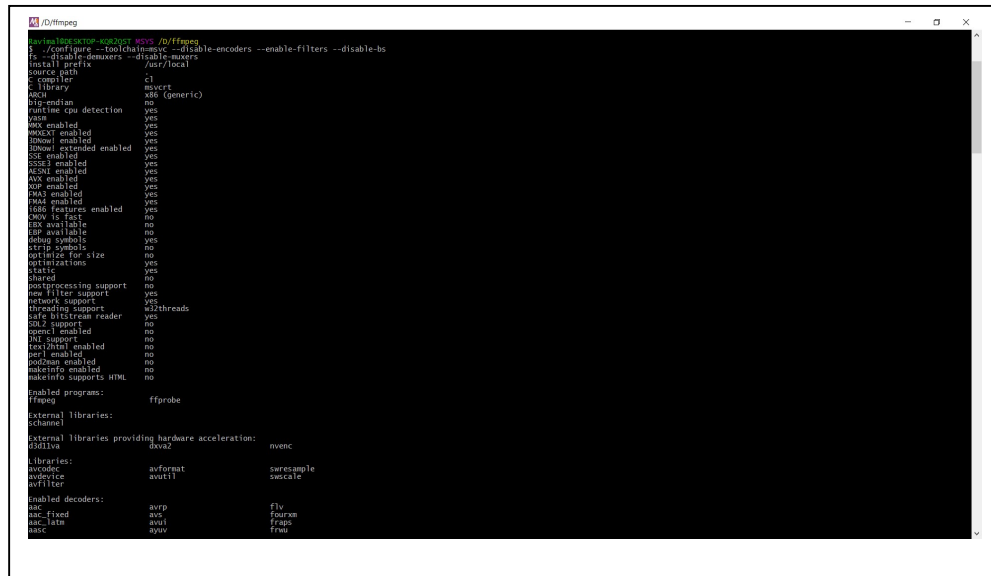 /D/ffmpeg
Ravimal@DESKTOP-KQR2QST MSYS /D/ffmpeg
$ ./configure --toolchain=msvc --disable-encoders --enable-filters --disable-bs
fs --disable-demuxers --disable-muxers
install prefix /usr/local
source path .
C compiler cl
C library msvcrt
ARCH x86 (generic)
big-endian no
runtime cpu detection yes
yasm yes
MMX enabled yes
MMXEXT enabled yes
3DNow! enabled yes
3DNow! extended enabled yes
SSE enabled yes
SSSE3 enabled yes
AESNI enabled yes
AVX enabled yes
XOP enabled yes
FMA3 enabled yes
FMA4 enabled yes
i686 features enabled yes
CMOV is fast no
EBX available no
EBP available no
debug symbols yes
strip symbols no
optimize for size no
optimizations yes
static yes
shared no
postprocessing support no
new filter support yes
network support yes
threading support w32threads
safe bitstream reader yes
SDL2 support no
opencl enabled no
JNI support no
texi2html enabled no
perl enabled no
pod2man enabled no
makeinfo enabled no
makeinfo supports HTML no
Enabled programs:
ffmpeg ffprobe
External libraries:
schannel
External libraries providing hardware acceleration:
d3d11va dxva2 nvenc
Libraries:
avcodec avformat swresample
avdevice avutil swscale
avfilter
Enabled decoders:
aac avrp flv
aac_fixed avs fourxm
aac_latm avui fraps
aasc ayuv frwu